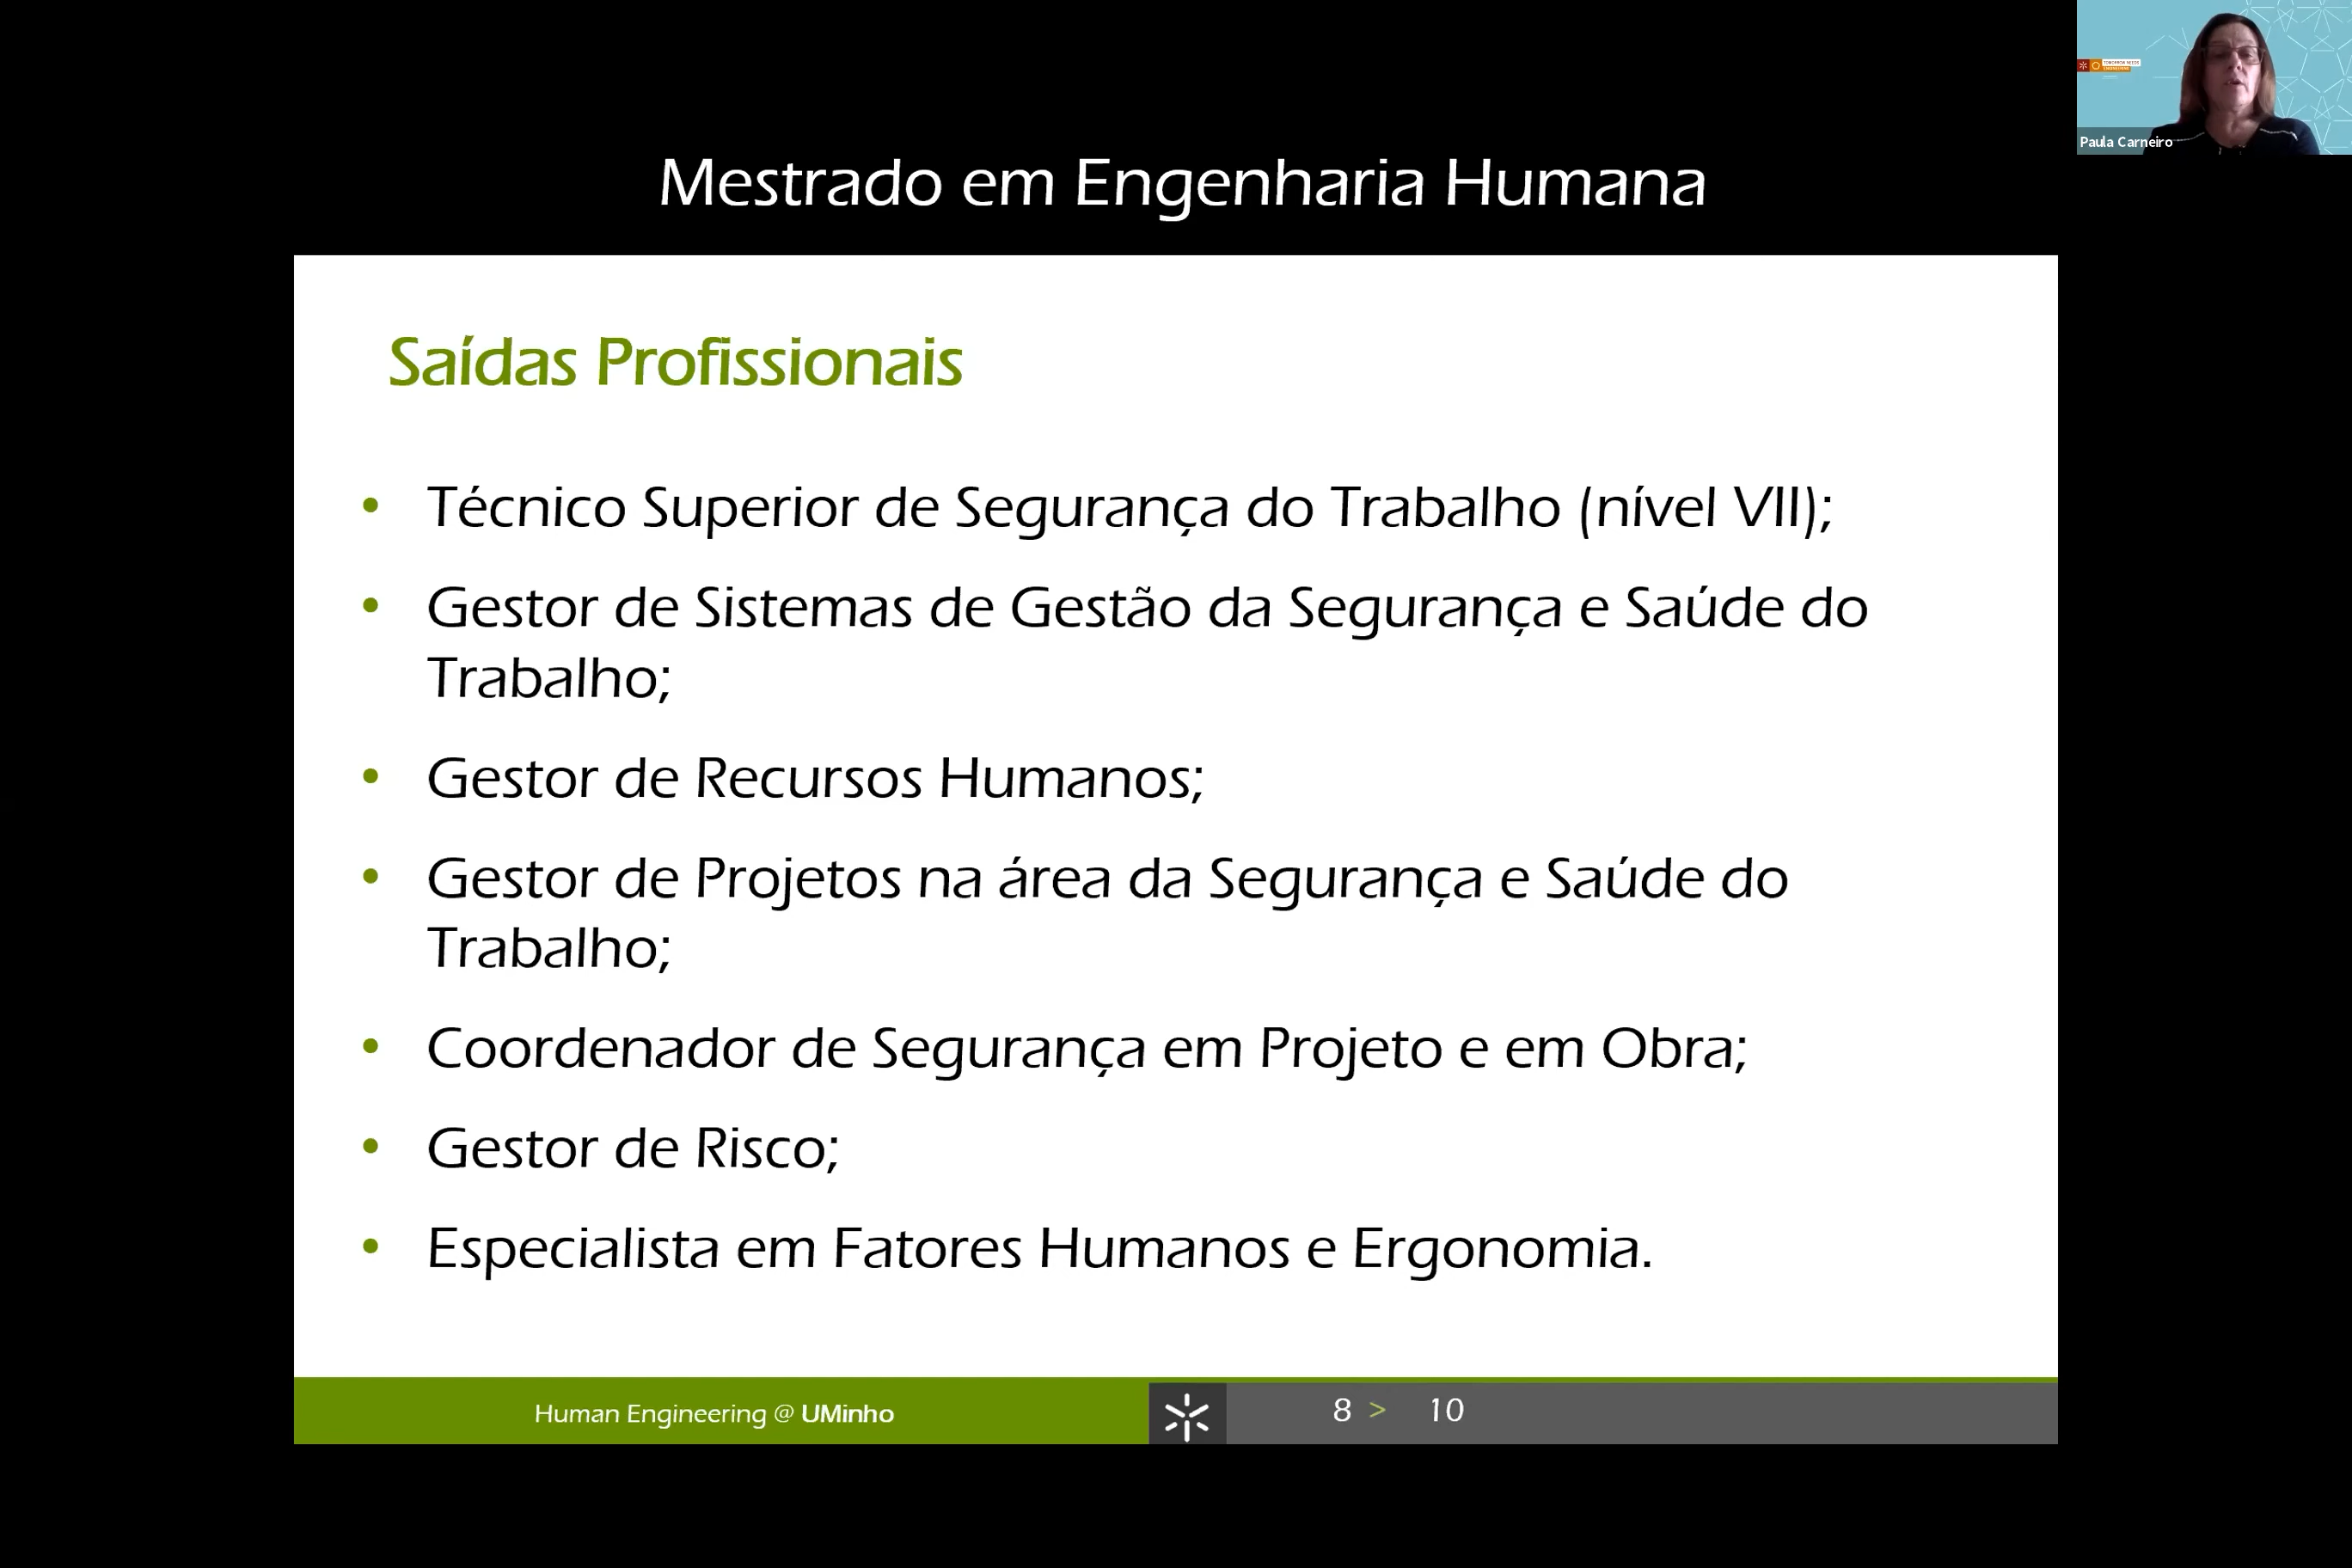 Paula Carneiro
Mestrado em Engenharia Humana
Saídas Profissionais
• Técnico Superior de Segurança do Trabalho (nível VII);
• Gestor de Sistemas de Gestão da Segurança e Saúde do
Trabalho;
• Gestor de Recursos Humanos;
• Gestor de Projetos na área da Segurança e Saúde do
Trabalho;
• Coordenador de Segurança em Projeto e em Obra;
• Gestor de Risco;
• Especialista em Fatores Humanos e Ergonomia.
Human Engineering @ UMinho
8 > 10